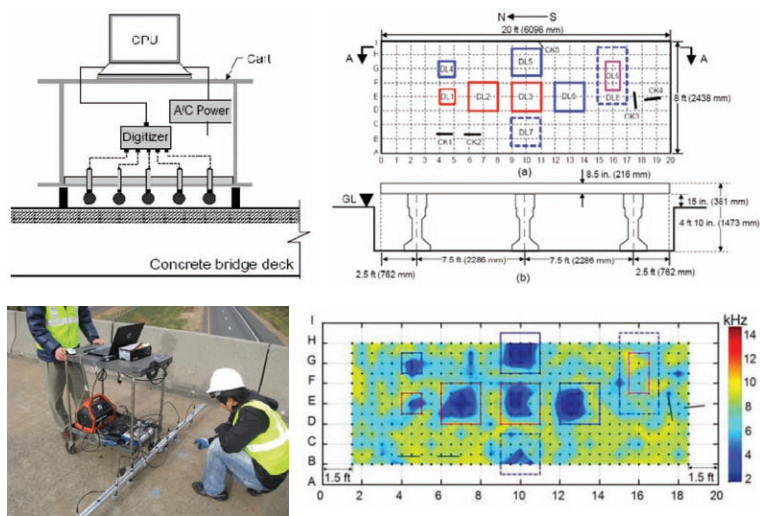 CPU
Cart
A/C Power
Digitizer
Concrete bridge deck
N S
20 ft (6096 mm)
A A
I
H
G
F
E
D
C
B
A
CK5
DL4 DL5 DL9
DL1 DL2 DL3 DL6 DL8
CK4
CK3
DL7
CK1 CK2
8 ft (2438 mm)
0 1 2 3 4 5 6 7 8 9 10 11 12 13 14 15 16 17 18 19 20
(a)
8.5 in. (216 mm)
GL
15 in. (381 mm)
4 ft 10 in. (1473 mm)
7.5 ft (2286 mm) 7.5 ft (2286 mm)
2.5 ft (762 mm) (b) 2.5 ft (762 mm)
kHz
I
H
G
F
E
D
C
B
A
14
12
10
8
6
4
2
1.5 ft 1.5 ft
0 2 4 6 8 10 12 14 16 18 20